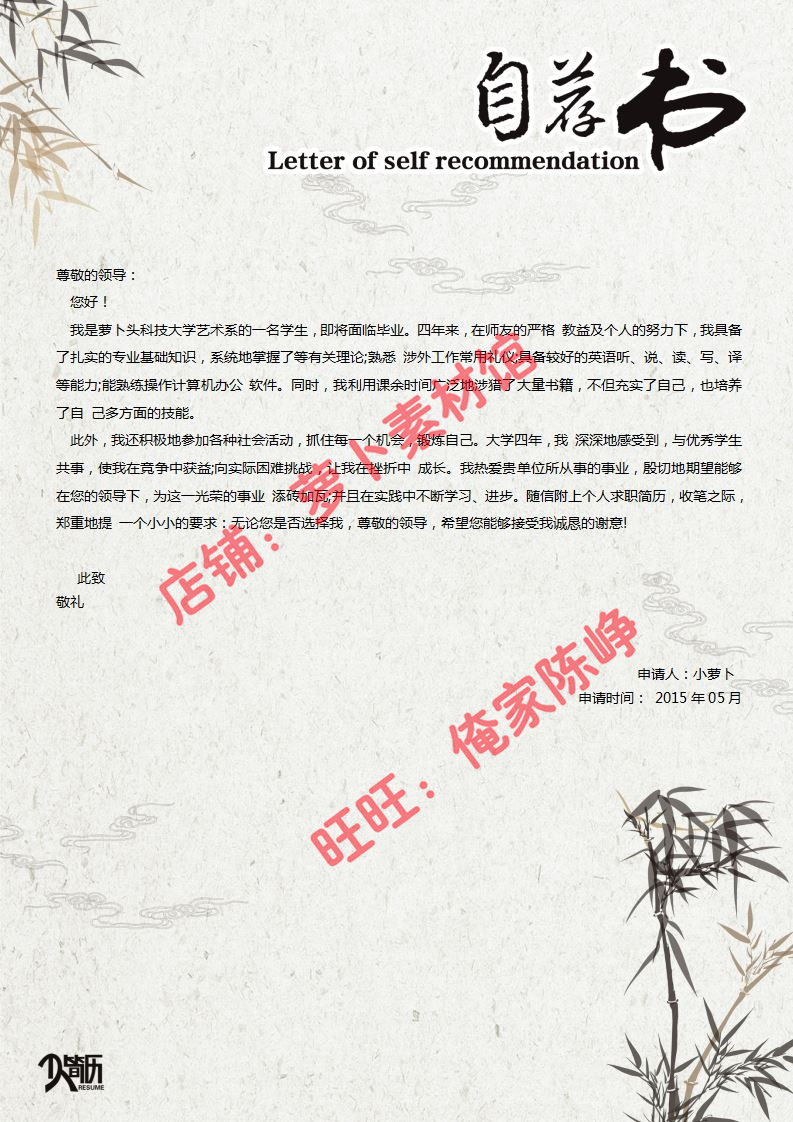 自荐书
Letter of self recommendation
尊敬的领导：
您好！
我是萝卜头科技大学艺术系的一名学生，即将面临毕业。四年来，在师友的严格 教益及个人的努力下，我具备
了扎实的专业基础知识，系统地掌握了等有关理论;熟悉 涉外工作常用礼仪;具备较好的英语听、说、读、写、译
等能力;能熟练操作计算机办公 软件。同时，我利用课余时间广泛地涉猎了大量书籍，不但充实了自己，也培养
了自 己多方面的技能。
此外，我还积极地参加各种社会活动，抓住每一个机会，锻炼自己。大学四年，我 深深地感受到，与优秀学生
共事，使我在竞争中获益;向实际困难挑战，让我在挫折中 成长。我热爱贵单位所从事的事业，殷切地期望能够
在您的领导下，为这一光荣的事业 添砖加瓦;并且在实践中不断学习、进步。随信附上个人求职简历，收笔之际，
郑重地提 一个小小的要求：无论您是否选择我，尊敬的领导，希望您能够接受我诚恳的谢意!
店铺：萝卜素材馆
此致
敬礼
申请人：小萝卜
申请时间： 2015 年 05 月
旺旺：俺家陈峥
个人简历
RESUME